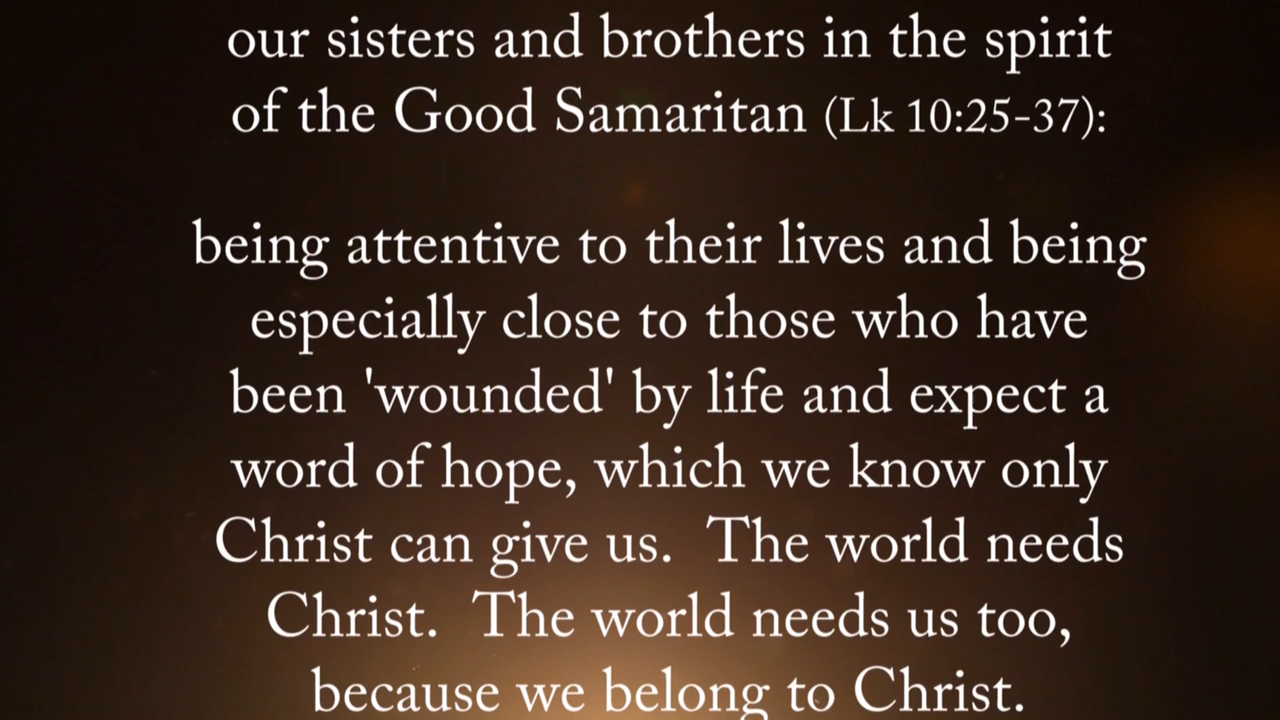 our sisters and brothers in the spirit
of the Good Samaritan (Lk 10:25-37):
being attentive to their lives and being
especially close to those who have
been 'wounded' by life and expect a
word of hope, which we know only
Christ can give us.  The world needs
Christ.  The world needs us too,
because we belong to Christ.